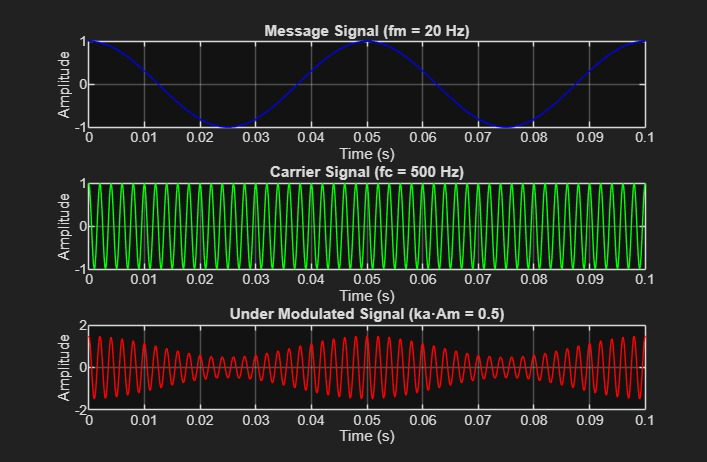 Message Signal (fm = 20 Hz)
Amplitude
1
0
-1
0 0.01 0.02 0.03 0.04 0.05 0.06 0.07 0.08 0.09 0.1
Time (s)
Carrier Signal (fc = 500 Hz)
Amplitude
1
0
-1
0 0.01 0.02 0.03 0.04 0.05 0.06 0.07 0.08 0.09 0.1
Time (s)
Under Modulated Signal (ka·Am = 0.5)
Amplitude
2
0
-2
0 0.01 0.02 0.03 0.04 0.05 0.06 0.07 0.08 0.09 0.1
Time (s)